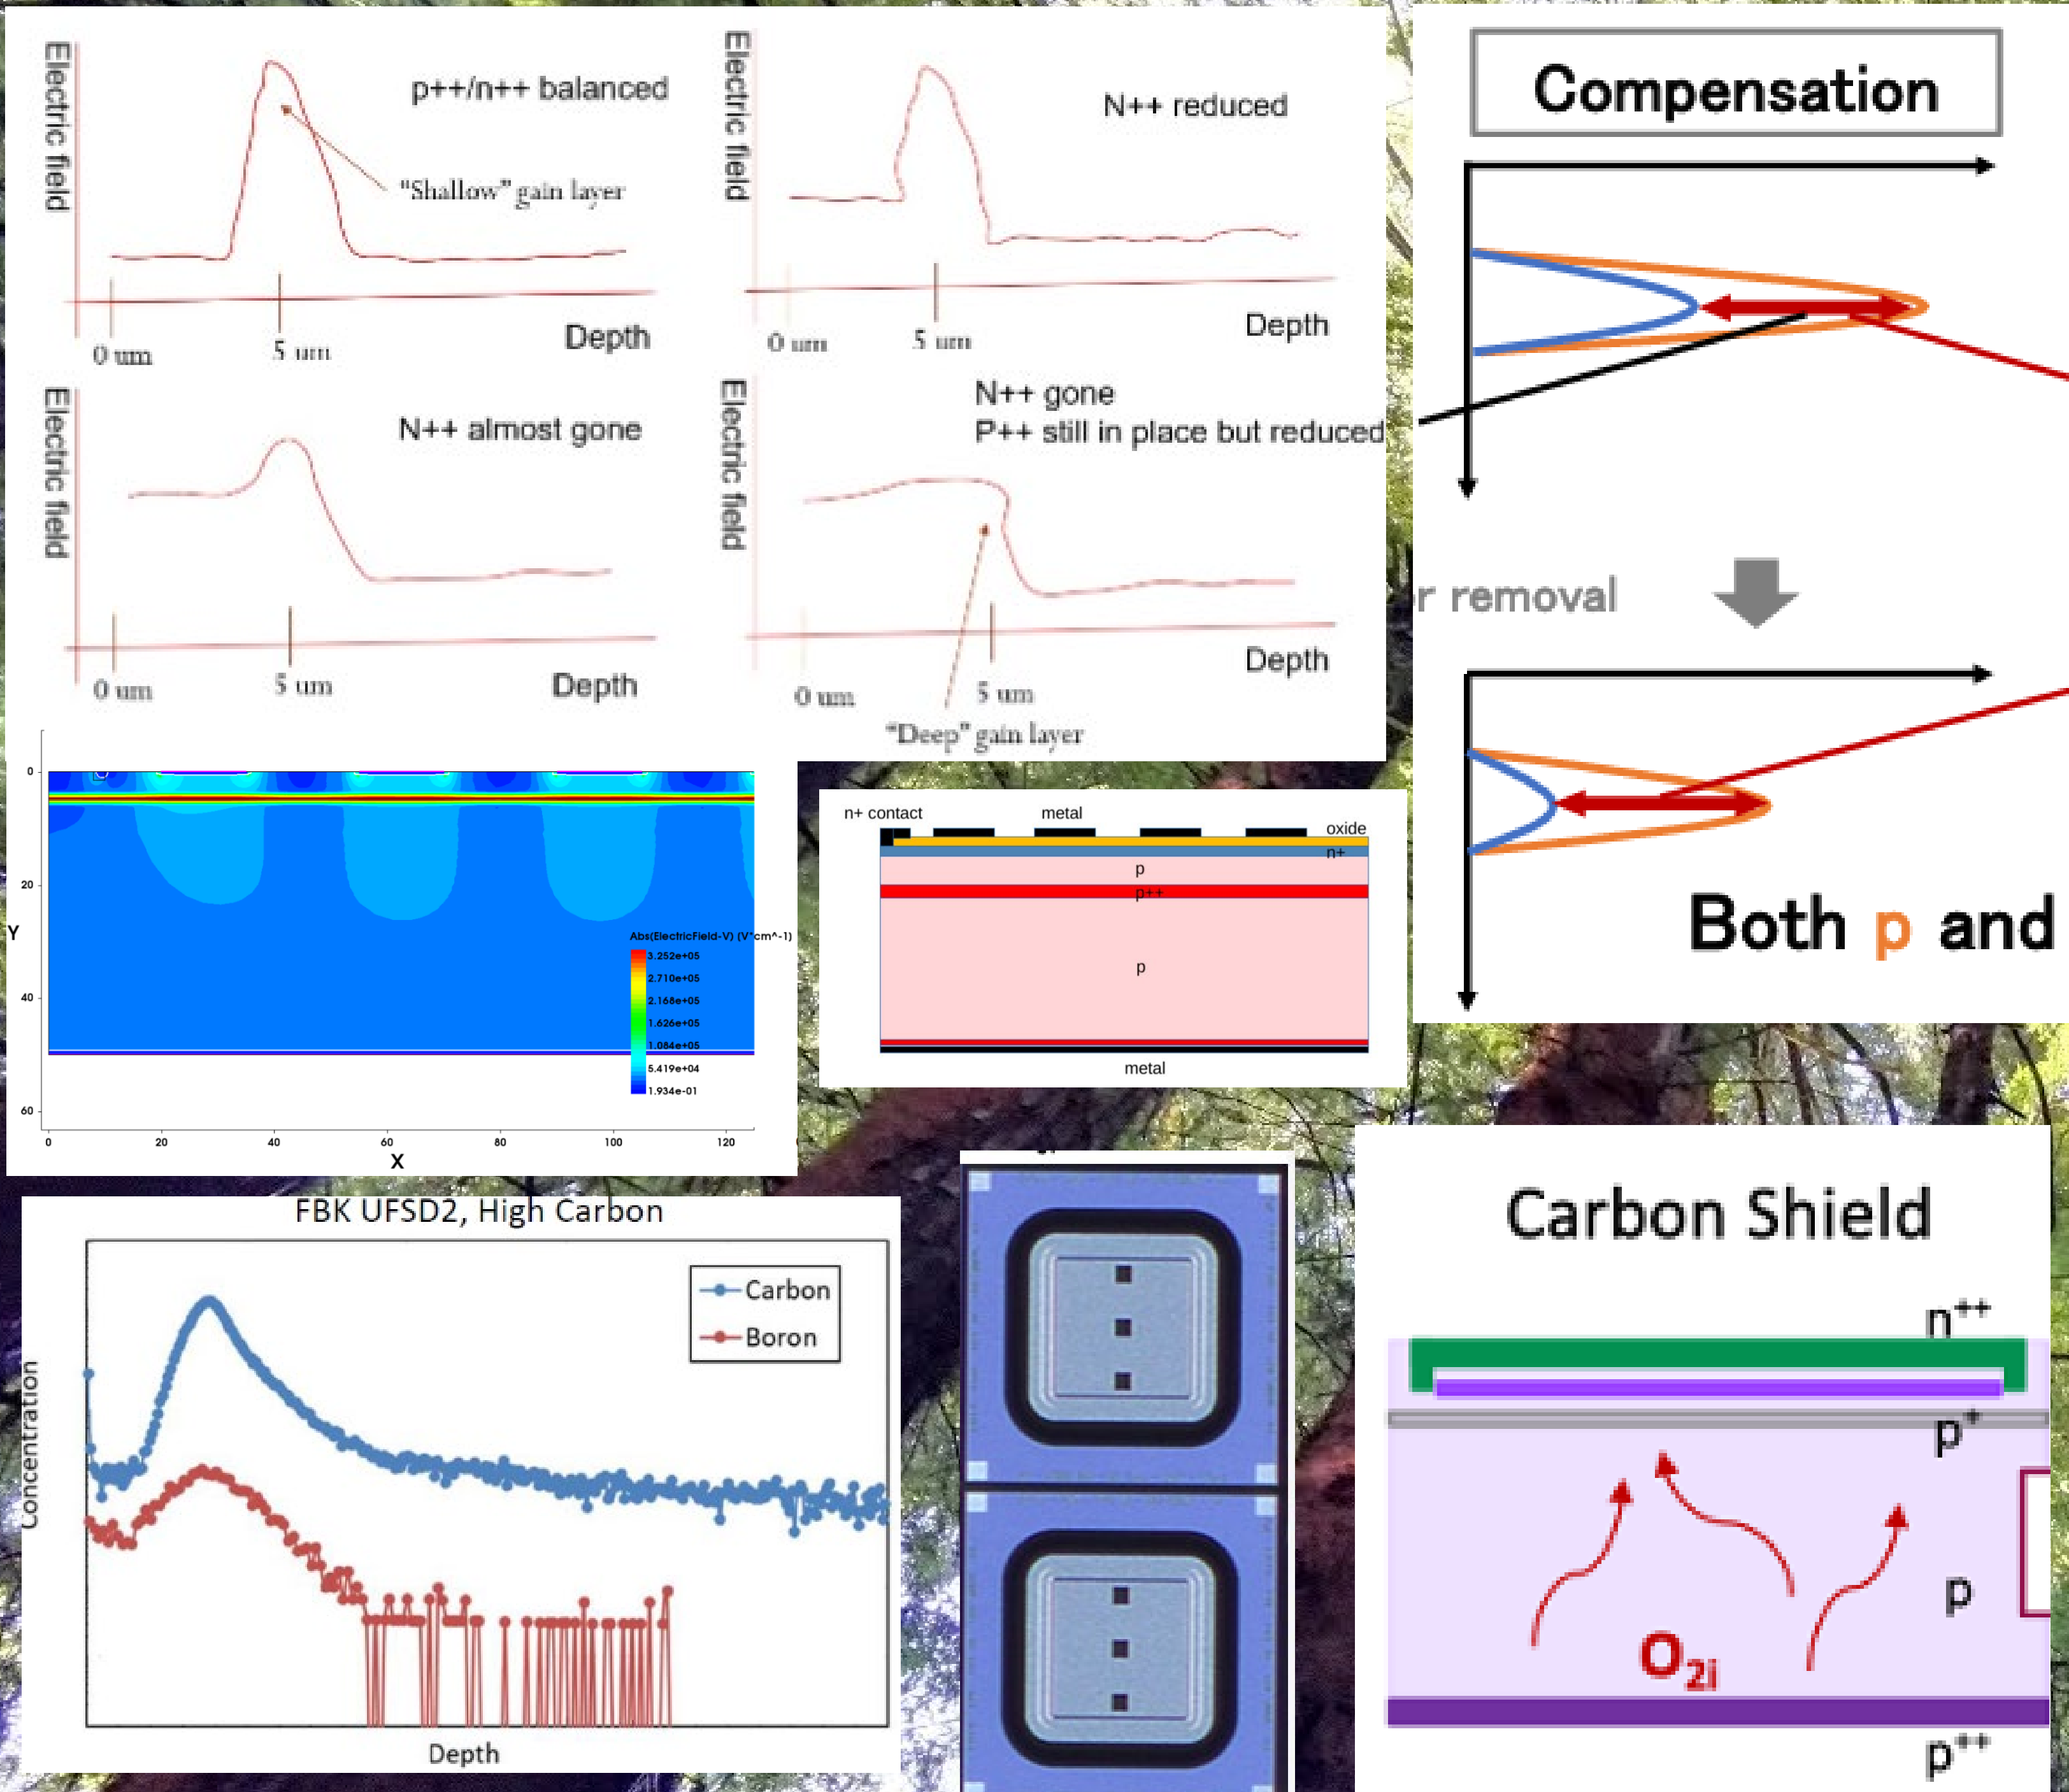 Electric field
p++/n++ balanced
"Shallow" gain layer
0 um
5 um
Depth
Electric field
N++ reduced
0 um
5 um
Depth
Electric field
N++ almost gone
0 um
5 um
Depth
Electric field
N++ gone
P++ still in place but reduced
0 um
5 um
Depth
"Deep" gain layer
Compensation
r removal
Both p and
0
20
40
60
Y
Abs(ElectricField-V) (V*cm^-1)
3.252e+05
2.710e+05
2.168e+05
1.626e+05
1.084e+05
5.419e+04
1.934e-01
0
20
40
60
80
100
120
X
n+ contact
metal
oxide
n+
p
p++
p
metal
FBK UFSD2, High Carbon
Carbon
Boron
Concentration
Depth
Carbon Shield
n++
p+
p
O2i
p++